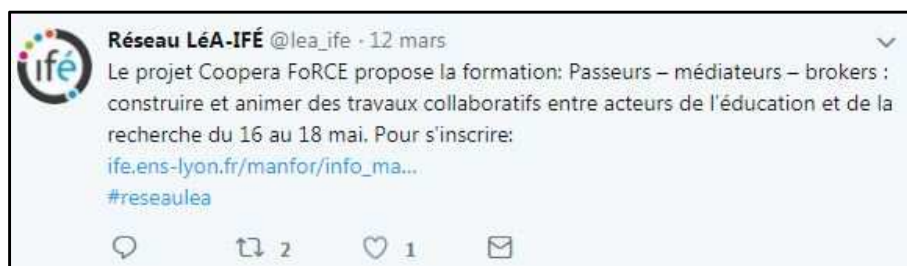 ifé
Réseau LéA-IFÉ @lea_ife · 12 mars
Le projet Coopera FoRCE propose la formation: Passeurs – médiateurs – brokers :
construire et animer des travaux collaboratifs entre acteurs de l'éducation et de la
recherche du 16 au 18 mai. Pour s'inscrire:
ife.ens-lyon.fr/manfor/info_ma...
#reseaulea
2 1